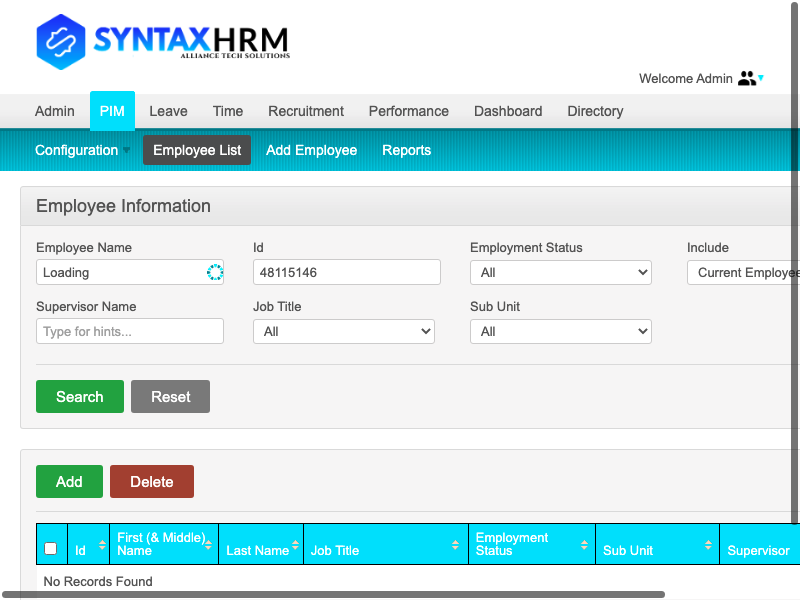 SYNTAXHRM
ALLIANCE TECH SOLUTIONS
Welcome Admin
Admin PIM Leave Time Recruitment Performance Dashboard Directory
Configuration Employee List Add Employee Reports
Employee Information
Employee Name Id Employment Status Include
Loading 48115146 All Current Employee
Supervisor Name Job Title Sub Unit
Type for hints... All All
Search Reset
Add Delete
Id First (& Middle) Name Last Name Job Title Employment Status Sub Unit Supervisor
No Records Found